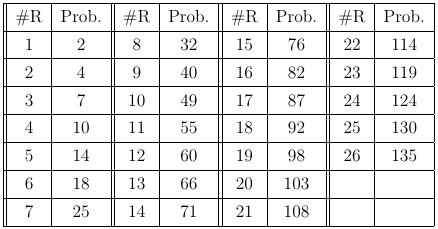 #R Prob. #R Prob. #R Prob. #R Prob.
1 2 8 32 15 76 22 114
2 4 9 40 16 82 23 119
3 7 10 49 17 87 24 124
4 10 11 55 18 92 25 130
5 14 12 60 19 98 26 135
6 18 13 66 20 103
7 25 14 71 21 108